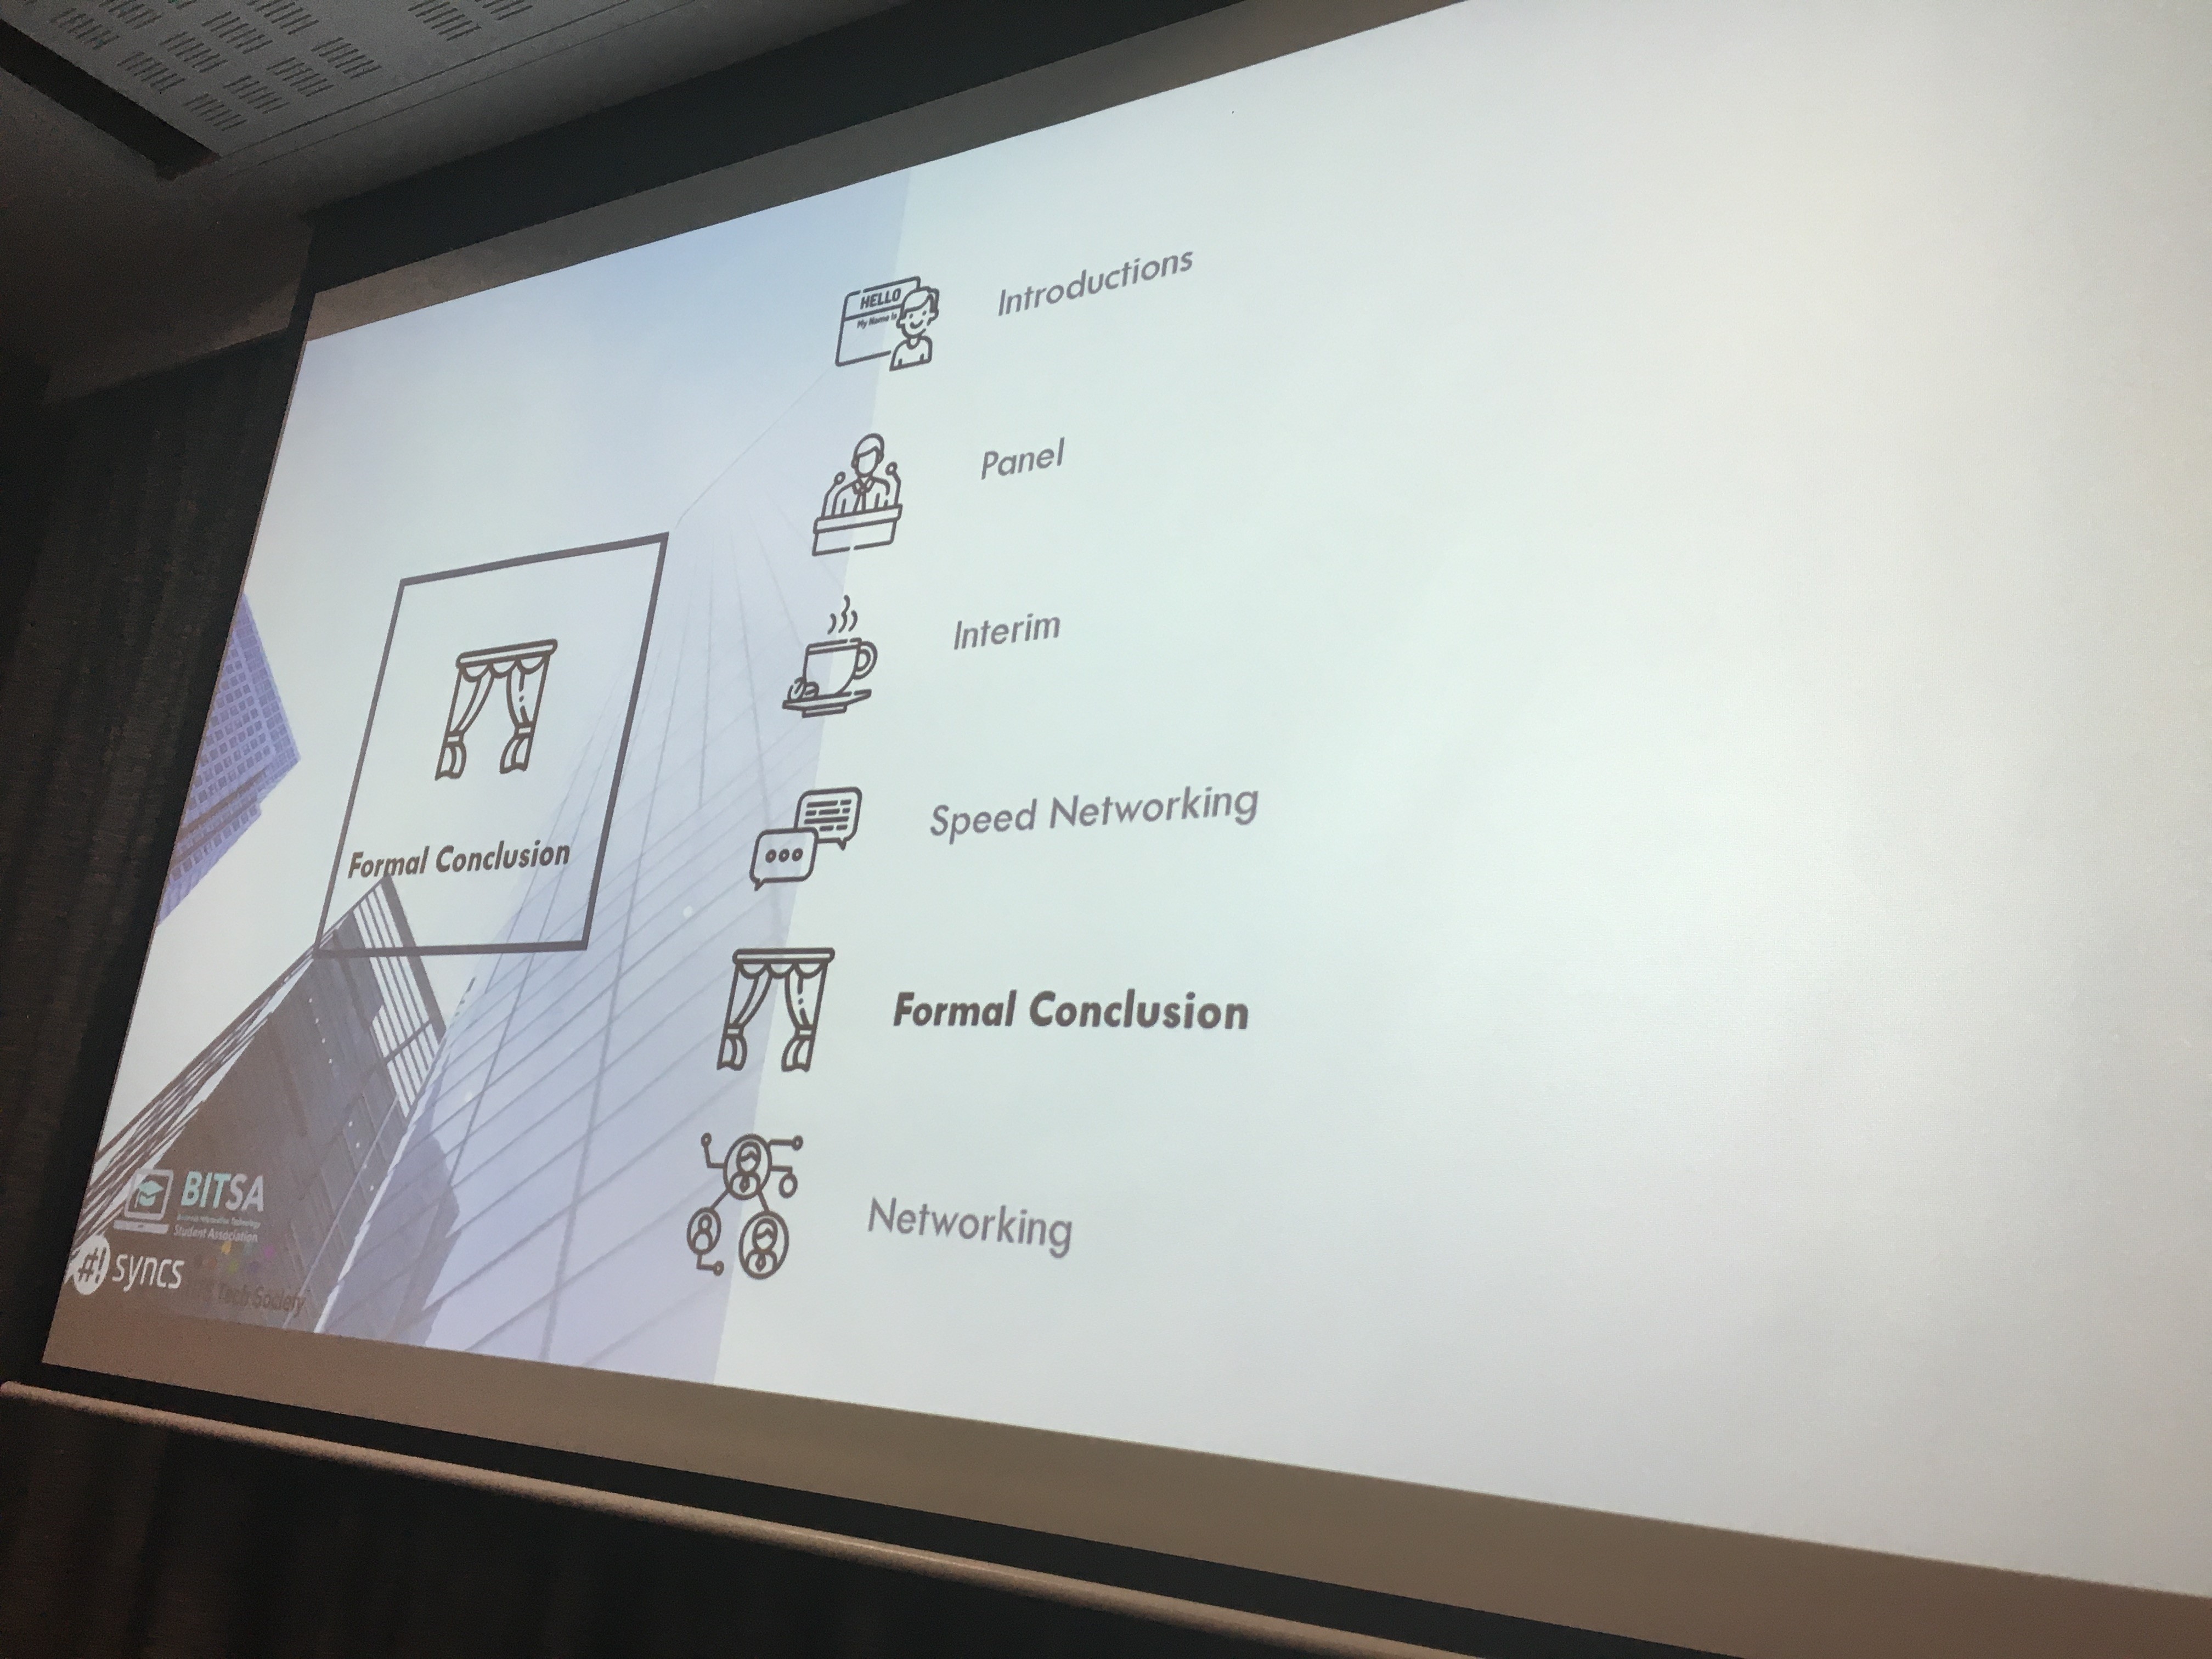 HELLO
My Name Is
Introductions
Panel
Interim
Speed Networking
Formal Conclusion
Formal Conclusion
Networking
BITSA
Business Information Technology
Student Association
#! syncs
Tech Society